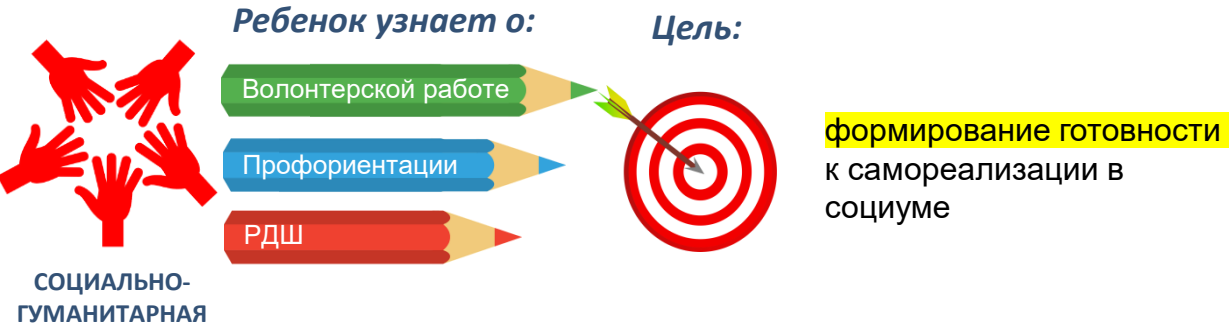 Ребенок узнает о:
Цель:
Волонтерской работе
Профориентации
РДШ
формирование готовности
к самореализации в
социуме
СОЦИАЛЬНО-
ГУМАНИТАРНАЯ